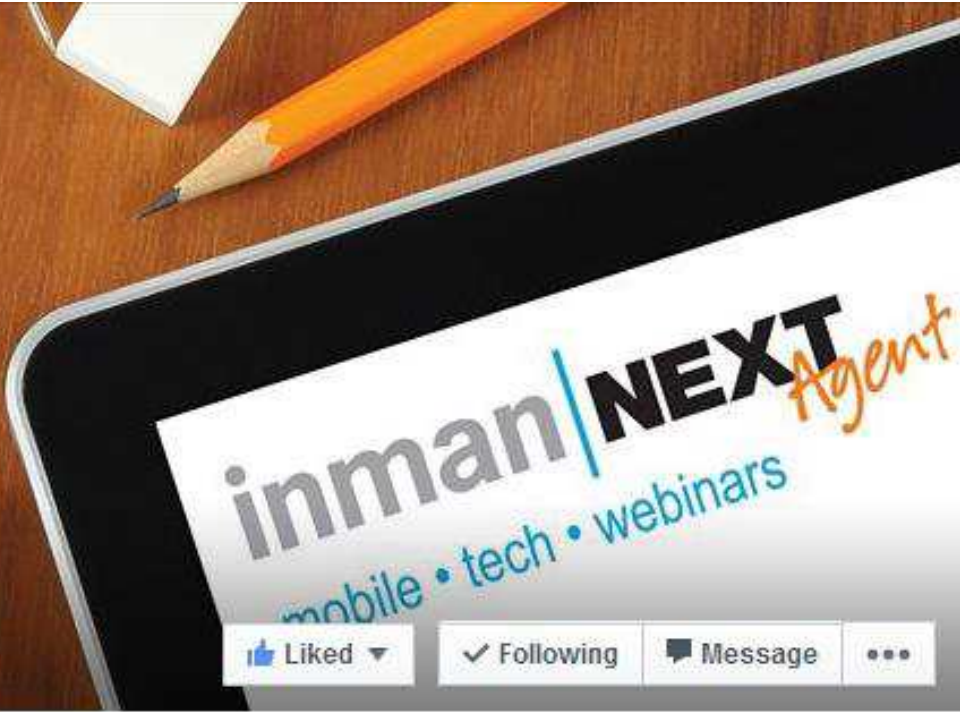 inman | NEXT Agent
mobile • tech • webinars
Liked
Following
Message